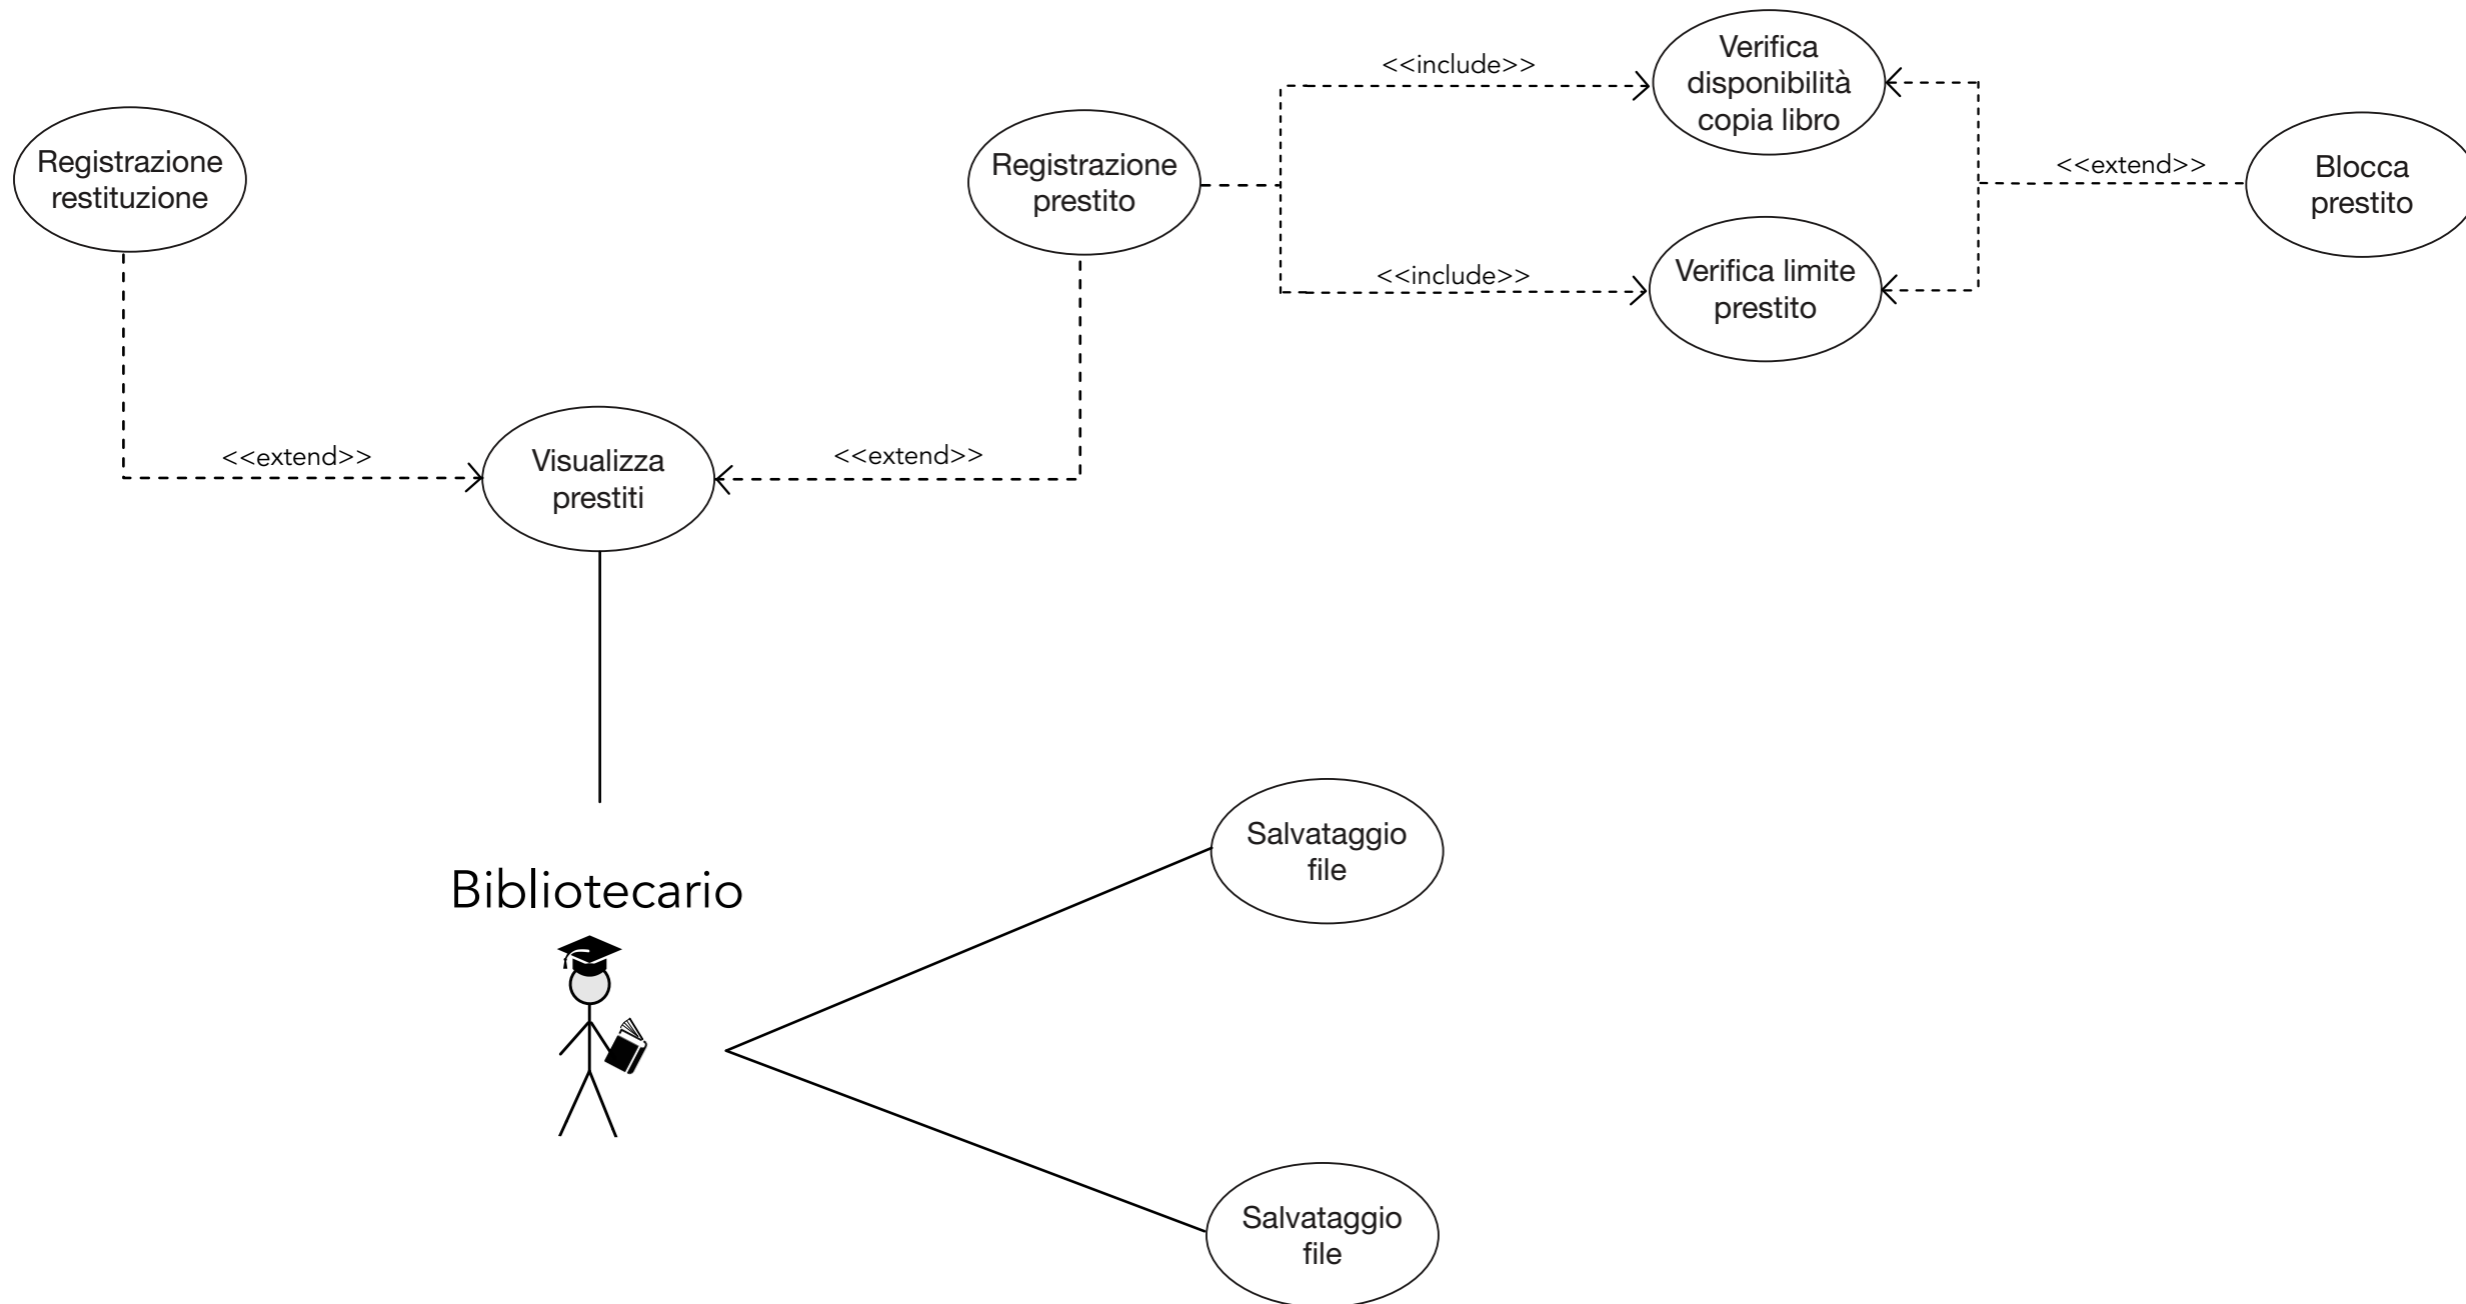 Verifica
disponibilità
copia libro
<<include>>
Registrazione
restituzione
Registrazione
prestito
<<extend>>
Blocca
prestito
<<include>>
Verifica limite
prestito
<<extend>>
Visualizza
prestiti
<<extend>>
Salvataggio
file
Bibliotecario
Salvataggio
file